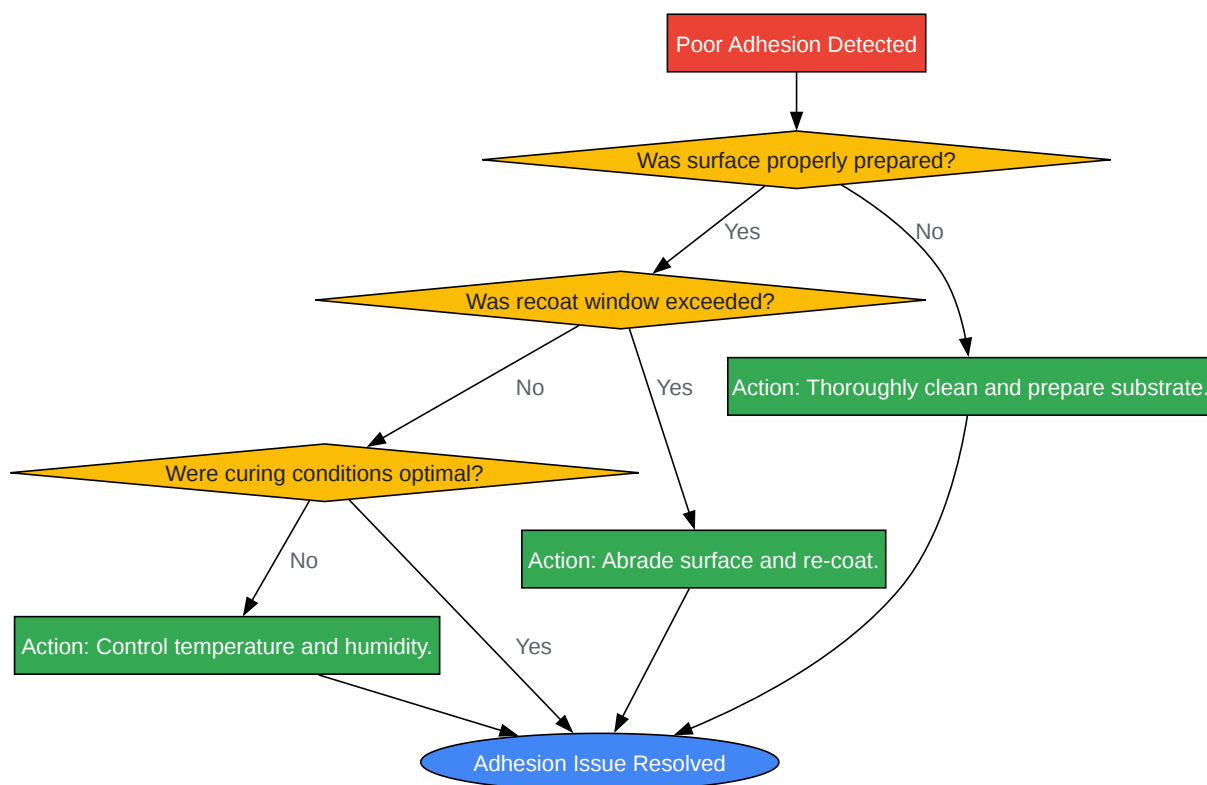 Poor Adhesion Detected
Was surface properly prepared?
Yes
No
Was recoat window exceeded?
No
Yes
Action: Thoroughly clean and prepare substrate.
Were curing conditions optimal?
No
Yes
Action: Abrade surface and re-coat.
Action: Control temperature and humidity.
Adhesion Issue Resolved